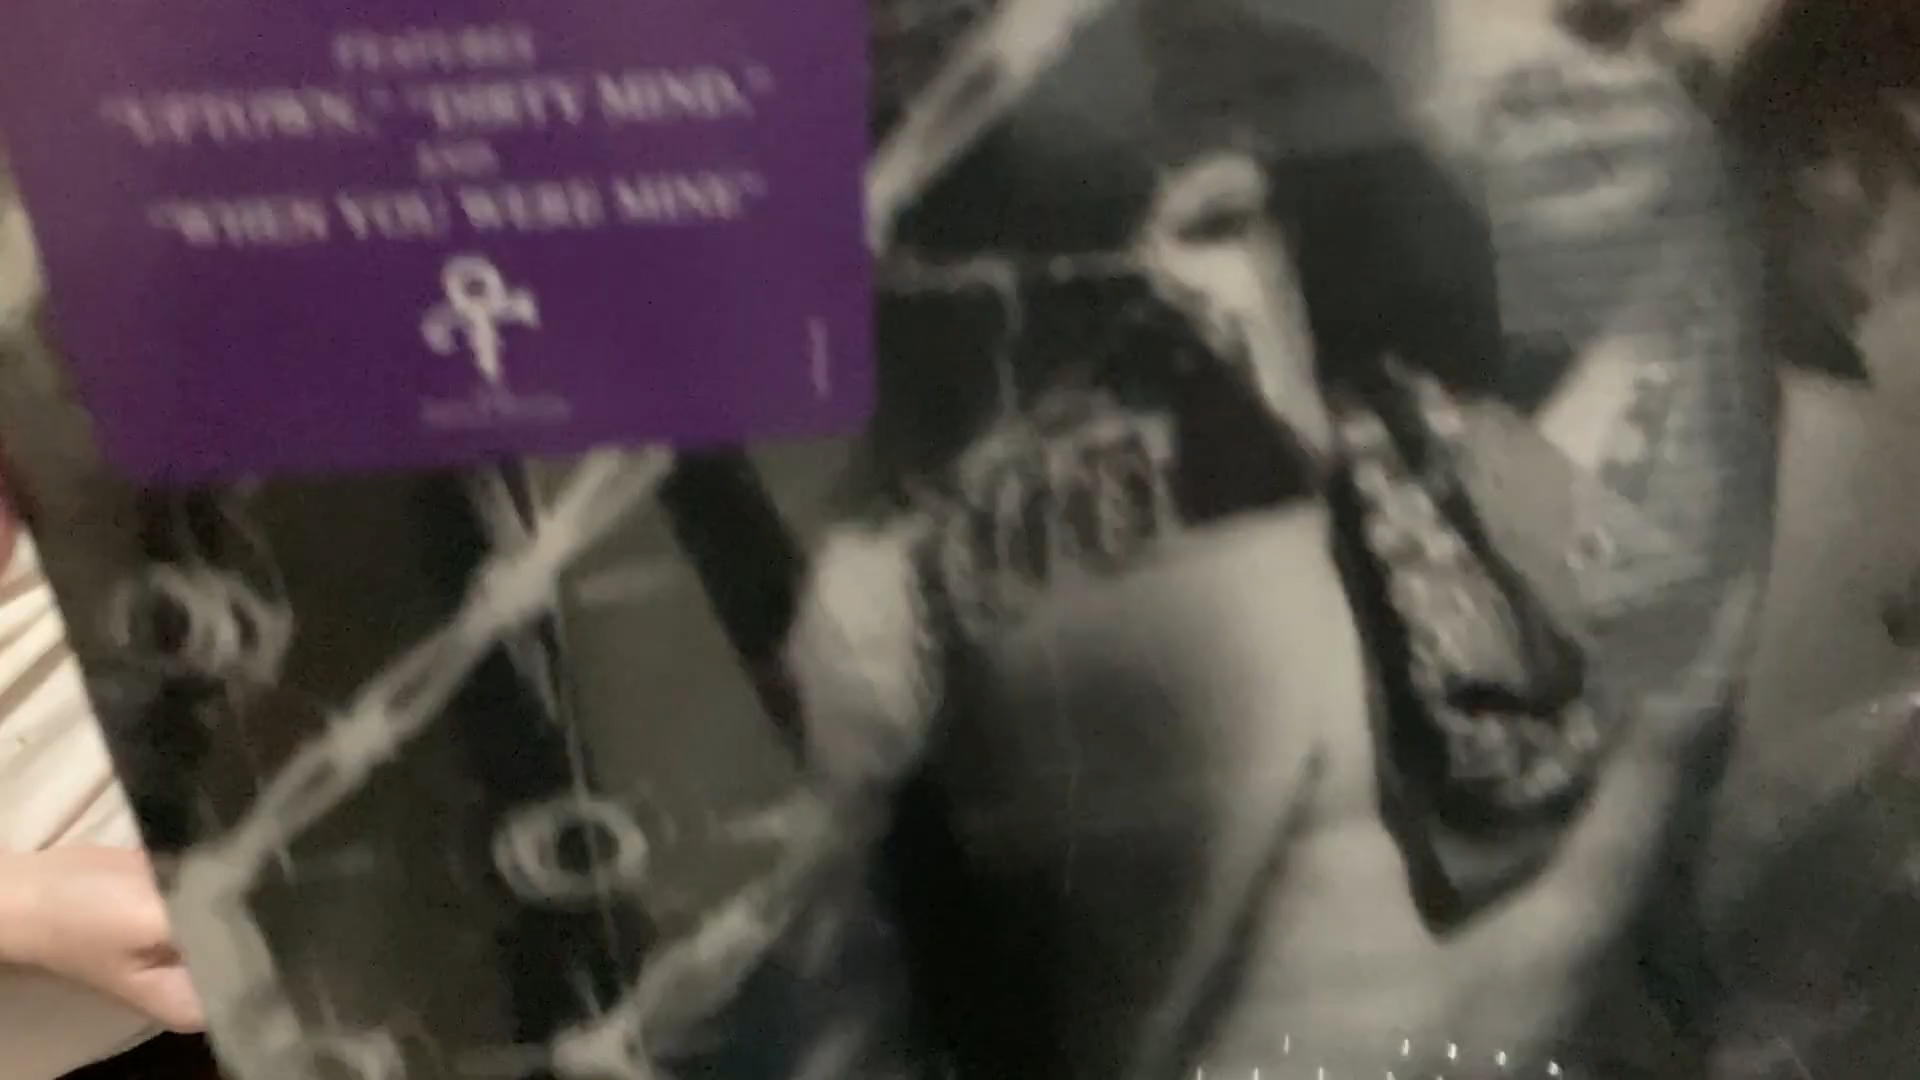 FEATURES
"UPTOWN," "DIRTY MIND,"
AND
"WHEN YOU WERE MINE"